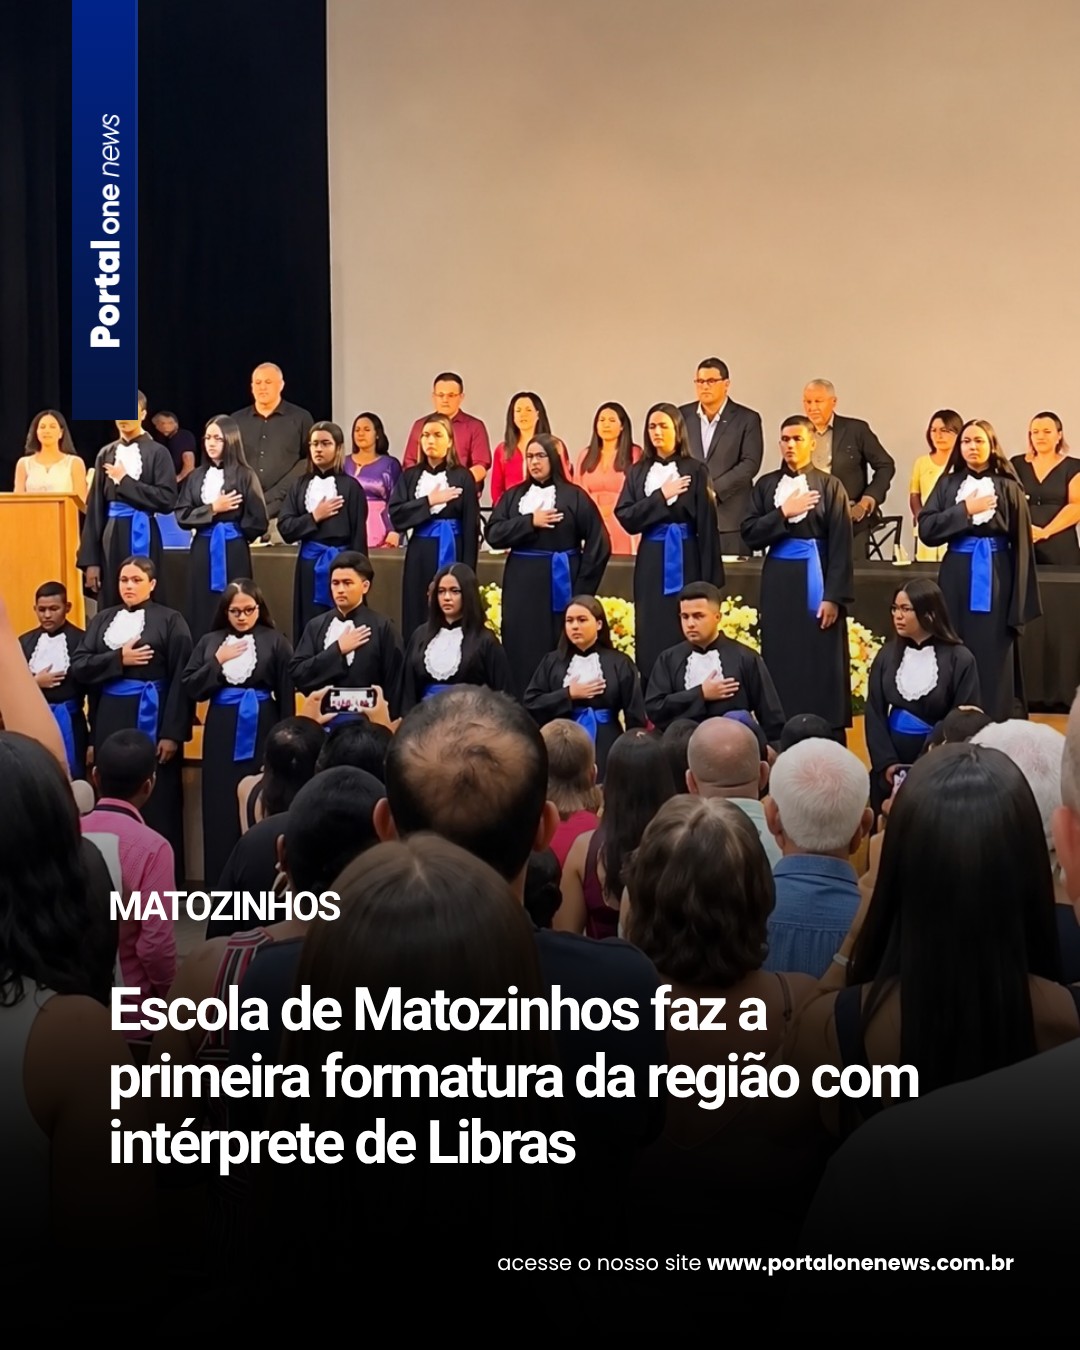 Portal one news
MATOZINHOS
Escola de Matozinhos faz a
primeira formatura da região com
intérprete de Libras
acesse o nosso site www.portalonenews.com.br